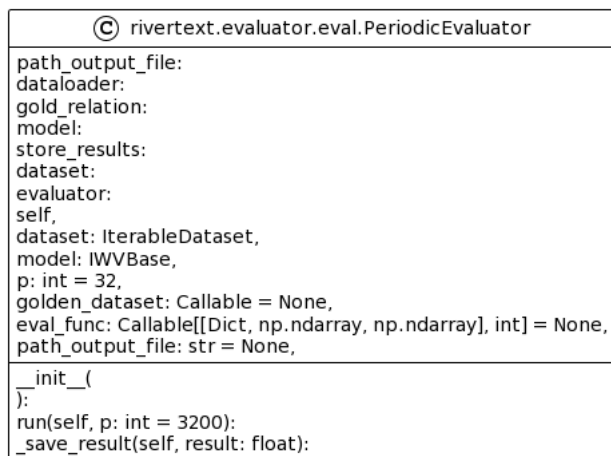 C rivertext.evaluator.eval.PeriodicEvaluator
path_output_file:
dataloader:
gold_relation:
model:
store_results:
dataset:
evaluator:
self,
dataset: IterableDataset,
model: IWVBase,
p: int = 32,
golden_dataset: Callable = None,
eval_func: Callable[[Dict, np.ndarray, np.ndarray], int] = None,
path_output_file: str = None,
__init__(
):
run(self, p: int = 3200):
_save_result(self, result: float):